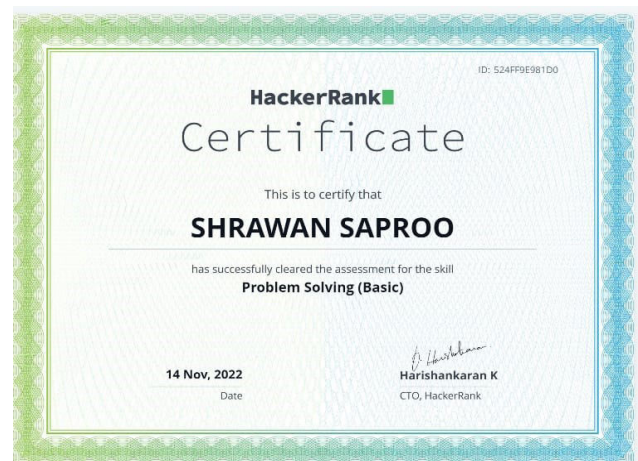 ID: 524FF9E981D0
HackerRank
Certificate
This is to certify that
SHRAWAN SAPROO
has successfully cleared the assessment for the skill
Problem Solving (Basic)
14 Nov, 2022
Date
Harishankaran K
CTO, HackerRank